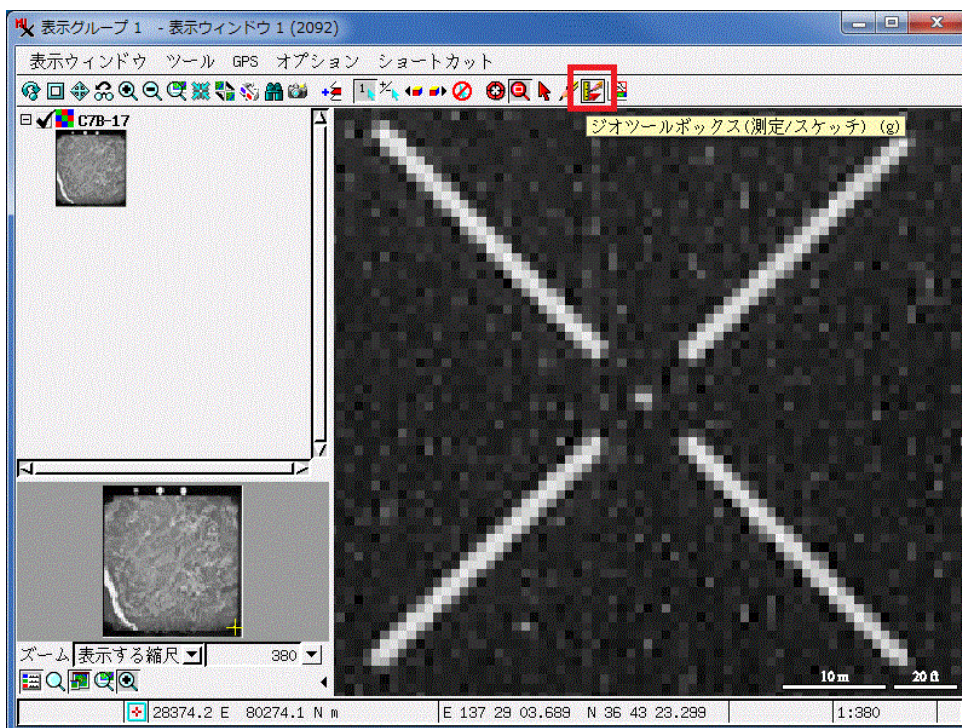 表示グループ 1 - 表示ウィンドウ 1 (2092)
表示ウィンドウ ツール GPS オプション ショートカット
C7B-17
ジオツールボックス(測定/スケッチ) (g)
ズーム 表示する縮尺 380
10 m 20 ft
28374.2 E 80274.1 N m E 137 29 03.689 N 36 43 23.299 1:380